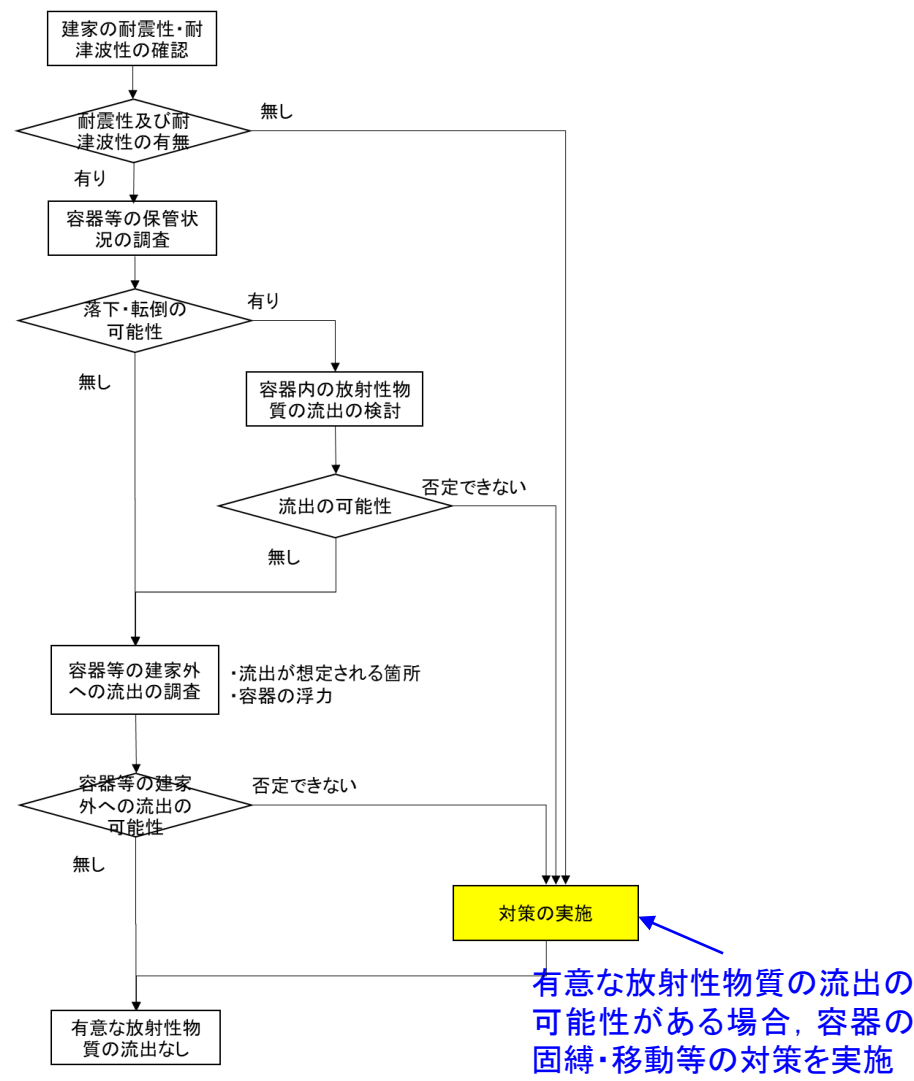 建家の耐震性・耐
津波性の確認
無し
耐震性及び耐
津波性の有無
有り
容器等の保管状
況の調査
有り
落下・転倒の
可能性
無し
容器内の放射性物
質の流出の検討
否定できない
流出の可能性
無し
容器等の建家外
への流出の調査
・流出が想定される箇所
・容器の浮力
容器等の建家
外への流出の
可能性
否定できない
無し
対策の実施
有意な放射性物質の流出の
可能性がある場合，容器の
固縛・移動等の対策を実施
有意な放射性物
質の流出なし